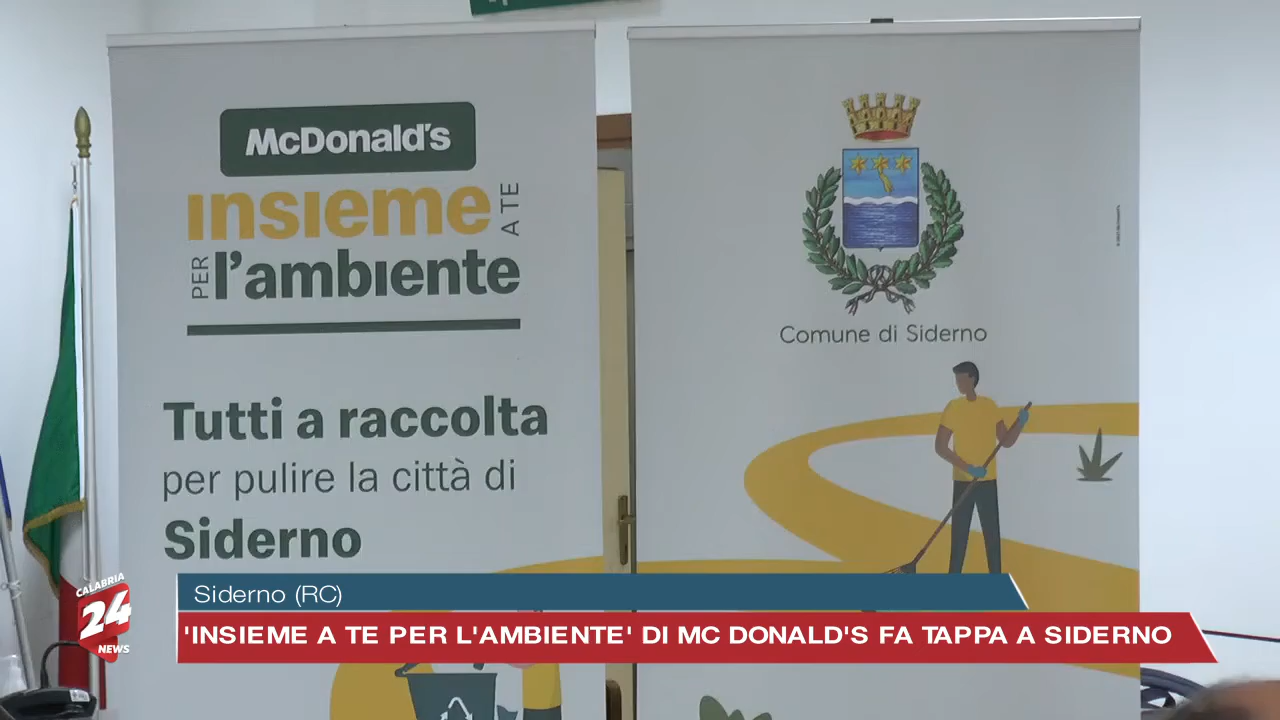 McDonald's
insieme A TE
PER l'ambiente
Tutti a raccolta
per pulire la città di
Siderno
Comune di Siderno
CALABRIA
24
NEWS
Siderno (RC)
'INSIEME A TE PER L'AMBIENTE' DI MC DONALD'S FA TAPPA A SIDERNO